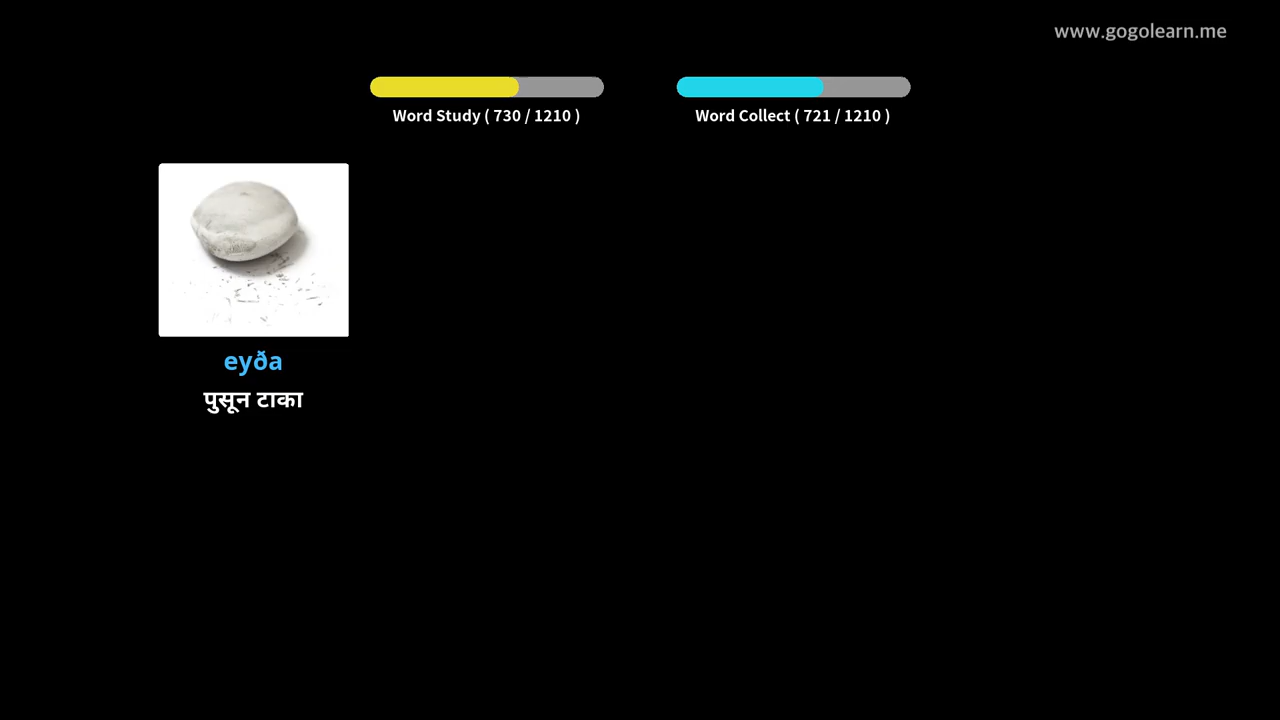 www.gogolearn.me
Word Study ( 730 / 1210 )
Word Collect ( 721 / 1210 )
eyða
पुसून टाका